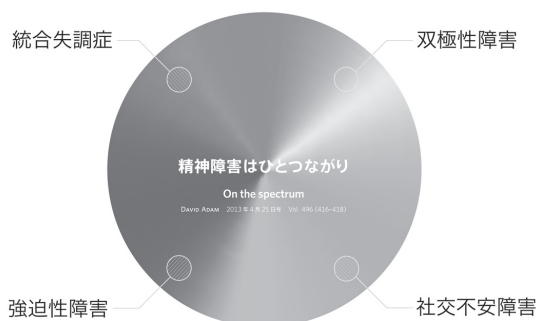 統合失調症
双極性障害
精神障害はひとつながり
On the spectrum
DAVID ADAM 2013年4月25日号 Vol. 496 (416–418)
強迫性障害
社交不安障害